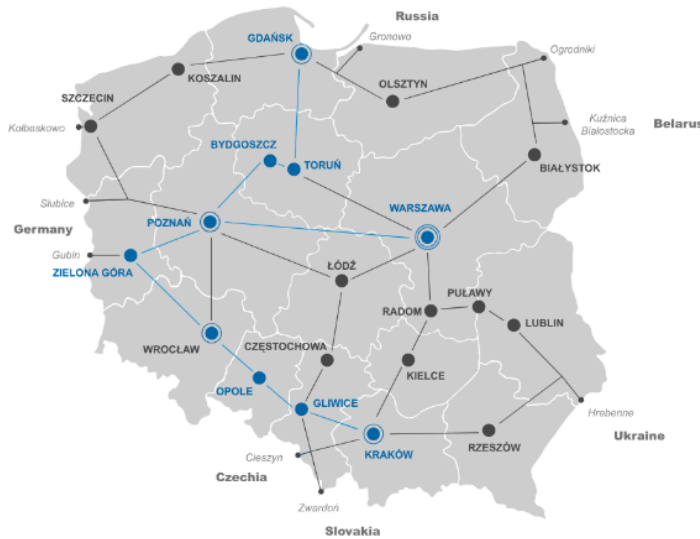 Russia
GDAŃSK
Gronowo
Ogrodniki
KOSZALIN
OLSZTYN
SZCZECIN
Kołbaskowo
Kuźnica
Białostocka
Belarus
BYDGOSZCZ
TORUŃ
BIAŁYSTOK
Słubice
WARSZAWA
POZNAŃ
Germany
Gubin
ZIELONA GÓRA
ŁÓDŹ
PUŁAWY
RADOM
LUBLIN
WROCŁAW
CZĘSTOCHOWA
KIELCE
OPOLE
GLIWICE
Hrebenne
Ukraine
RZESZÓW
KRAKÓW
Cieszyn
Czechia
Zwardoń
Slovakia